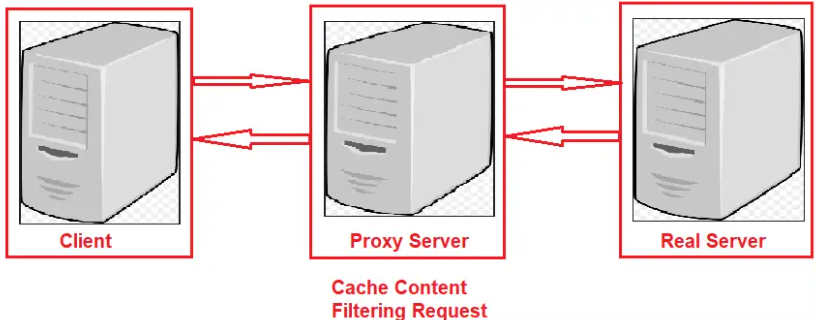 Client
Proxy Server
Real Server
Cache Content
Filtering Request